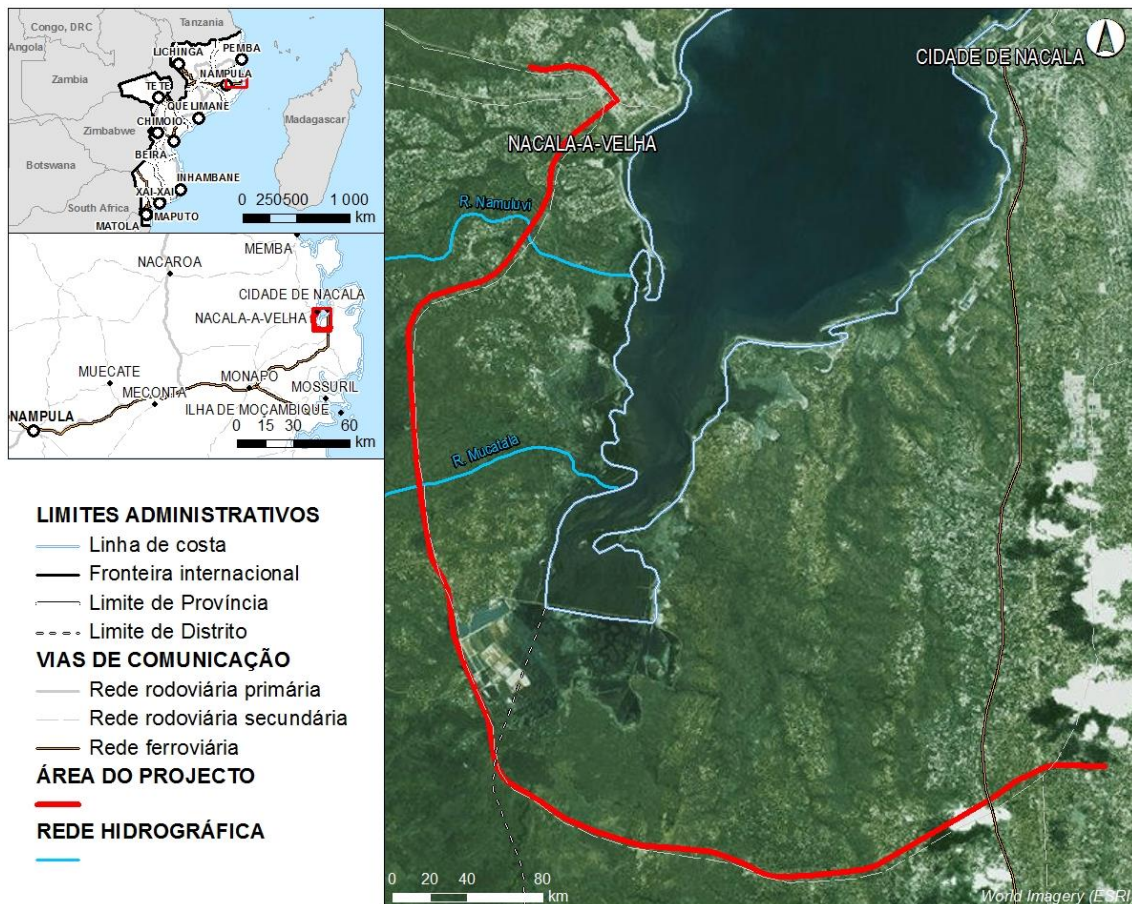 Congo, DRC
Tanzania
Angola
LICHINGA
PEMBA
Zambia
NAMPULA
TETE
QUELIMANE
CHIMOIO
Zimbabwe
Madagascar
BEIRA
Botswana
INHAMBANE
XAI-XAI
South Africa
MAPUTO
MATOLA
0 250500 1 000
km
MEMBA
NACAROA
CIDADE DE NACALA
NACALA-A-VELHA
MUECATE
MONAPO
MECONTA
MOSSURIL
NAMPULA
ILHA DE MOÇAMBIQUE
0 15 30 60
km
LIMITES ADMINISTRATIVOS
Linha de costa
Fronteira internacional
Limite de Província
Limite de Distrito
VIAS DE COMUNICAÇÃO
Rede rodoviária primária
Rede rodoviária secundária
Rede ferroviária
ÁREA DO PROJECTO
REDE HIDROGRÁFICA
CIDADE DE NACALA
NACALA-A-VELHA
R. Namuluvi
R. Mucatala
0 20 40 80
km
World Imagery (ESRI